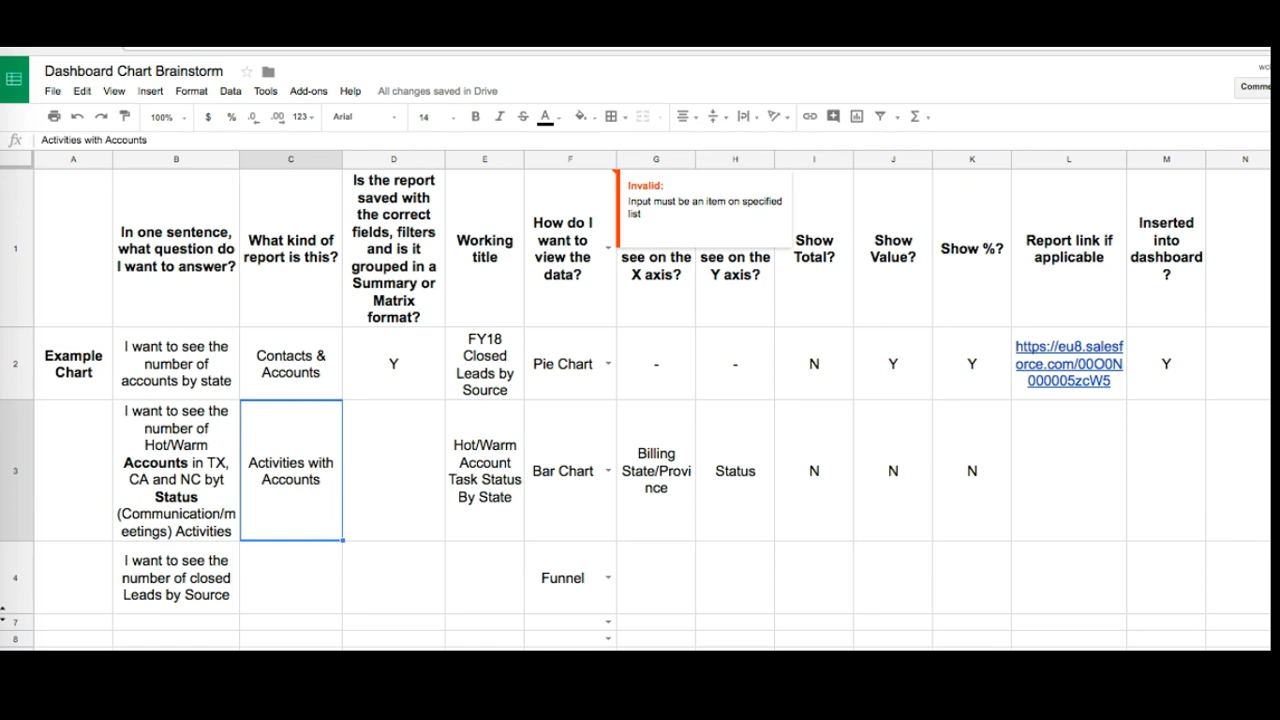 Dashboard Chart Brainstorm
File Edit View Insert Format Data Tools Add-ons Help All changes saved in Drive
Comme
100% $ % .0 .00 123 Arial 14 B I S A Σ
fx Activities with Accounts
A B C D E F G H I J K L M N
1
In one sentence,
what question do
I want to answer?
What kind of
report is this?
Is the report
saved with
the correct
fields, filters
and is it
grouped in a
Summary or
Matrix
format?
Working
title
How do I
want to
view the
data?
Invalid:
Input must be an item on specified
list
see on the
X axis?
see on the
Y axis?
Show
Total?
Show
Value?
Show %?
Report link if
applicable
Inserted
into
dashboard
?
2
Example
Chart
I want to see the
number of
accounts by state
Contacts &
Accounts
Y
FY18
Closed
Leads by
Source
Pie Chart
-
-
N
Y
Y
https://eu8.salesf
orce.com/00O0N
000005zcW5
Y
3
I want to see the
number of
Hot/Warm
Accounts in TX,
CA and NC byt
Status
(Communication/m
eetings) Activities
Activities with
Accounts
Hot/Warm
Account
Task Status
By State
Bar Chart
Billing
State/Provi
nce
Status
N
N
N
4
I want to see the
number of closed
Leads by Source
Funnel
7
8